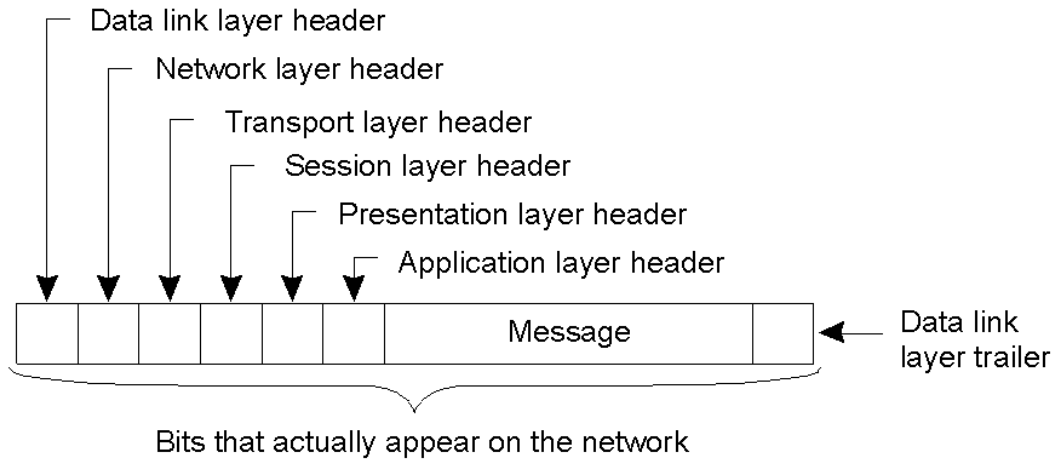 Data link layer header
Network layer header
Transport layer header
Session layer header
Presentation layer header
Application layer header
Message
Data link
layer trailer
Bits that actually appear on the network